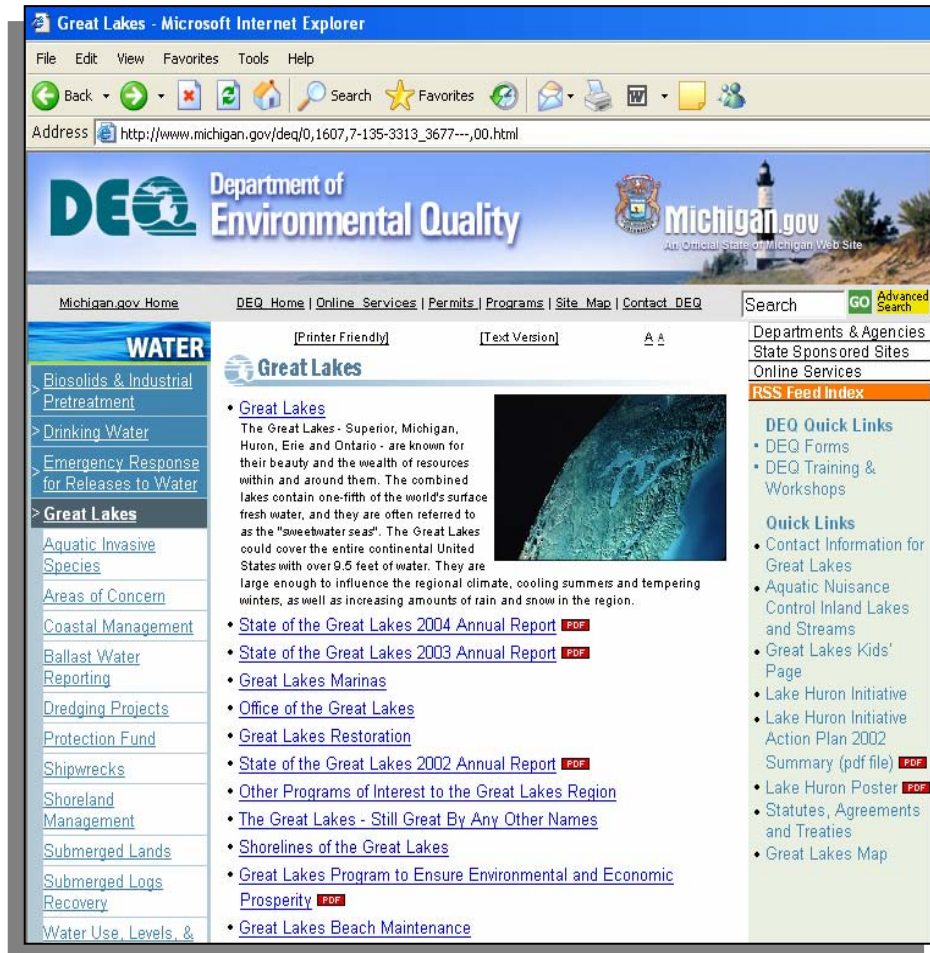 Great Lakes - Microsoft Internet Explorer
File Edit View Favorites Tools Help
Back Search Favorites
Address http://www.michigan.gov/deq/0,1607,7-135-3313_3677---,00.html
DEQ
Department of
Environmental Quality
Michigan.gov
An Official State of Michigan Web Site
Michigan.gov Home
DEQ Home | Online Services | Permits | Programs | Site Map | Contact DEQ
Search GO Advanced
Search
WATER
> Biosolids & Industrial
Pretreatment
> Drinking Water
> Emergency Response
for Releases to Water
> Great Lakes
Aquatic Invasive
Species
Areas of Concern
Coastal Management
Ballast Water
Reporting
Dredging Projects
Protection Fund
Shipwrecks
Shoreland
Management
Submerged Lands
Submerged Logs
Recovery
Water Use, Levels, &
[Printer Friendly] [Text Version] A A
Great Lakes
• Great Lakes
The Great Lakes - Superior, Michigan,
Huron, Erie and Ontario - are known for
their beauty and the wealth of resources
within and around them. The combined
lakes contain one-fifth of the world's surface
fresh water, and they are often referred to
as the "sweetwater seas". The Great Lakes
could cover the entire continental United
States with over 9.5 feet of water. They are
large enough to influence the regional climate, cooling summers and tempering
winters, as well as increasing amounts of rain and snow in the region.
• State of the Great Lakes 2004 Annual Report PDF
• State of the Great Lakes 2003 Annual Report PDF
• Great Lakes Marinas
• Office of the Great Lakes
• Great Lakes Restoration
• State of the Great Lakes 2002 Annual Report PDF
• Other Programs of Interest to the Great Lakes Region
• The Great Lakes - Still Great By Any Other Names
• Shorelines of the Great Lakes
• Great Lakes Program to Ensure Environmental and Economic
Prosperity PDF
• Great Lakes Beach Maintenance
Departments & Agencies
State Sponsored Sites
Online Services
RSS Feed Index
DEQ Quick Links
• DEQ Forms
• DEQ Training &
Workshops
Quick Links
• Contact Information for
Great Lakes
• Aquatic Nuisance
Control Inland Lakes
and Streams
• Great Lakes Kids'
Page
• Lake Huron Initiative
• Lake Huron Initiative
Action Plan 2002
Summary (pdf file) PDF
• Lake Huron Poster PDF
• Statutes, Agreements
and Treaties
• Great Lakes Map